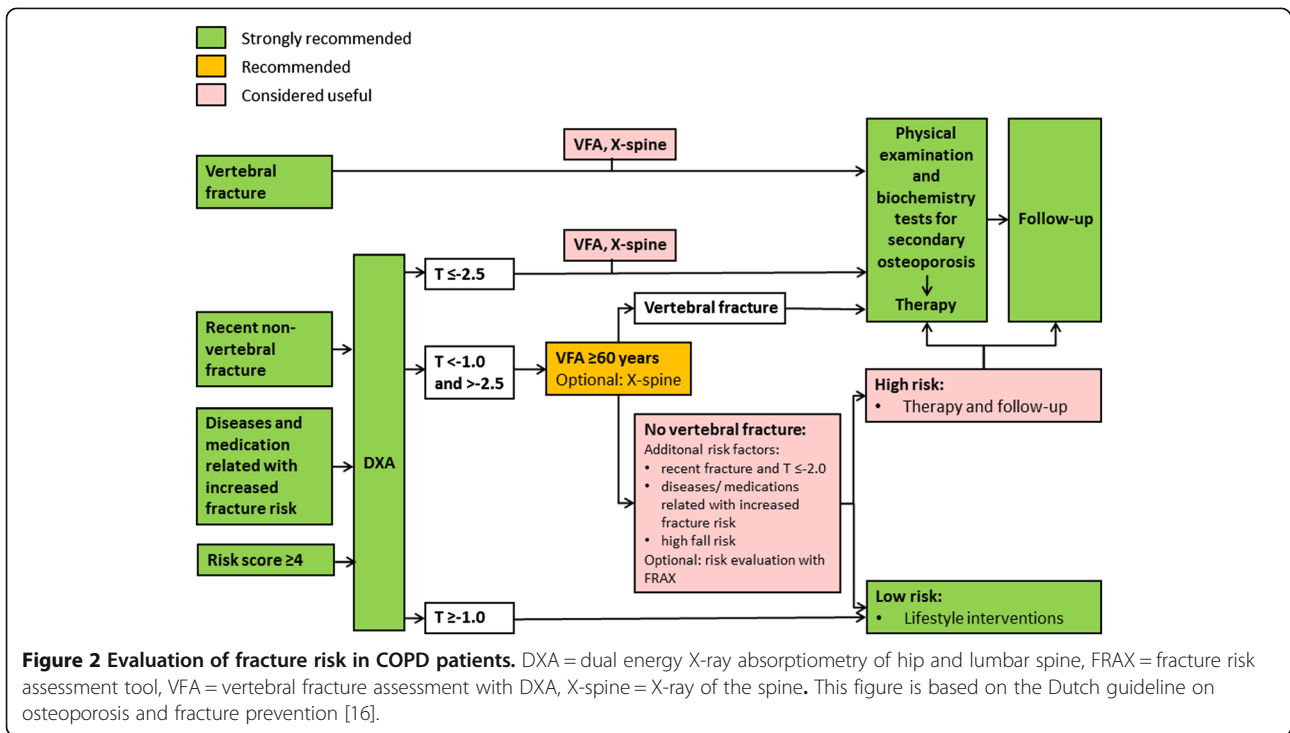 Strongly recommended
Recommended
Considered useful
Vertebral
fracture
VFA, X-spine
Physical
examination
and
biochemistry
tests for
secondary
osteoporosis
Therapy
Follow-up
Recent non-
vertebral
fracture
Diseases and
medication
related with
increased
fracture risk
Risk score ≥4
DXA
T ≤-2.5
VFA, X-spine
T <-1.0
and >-2.5
VFA ≥60 years
Optional: X-spine
Vertebral fracture
No vertebral fracture:
Additonal risk factors:
• recent fracture and T ≤-2.0
• diseases/ medications
related with increased
fracture risk
• high fall risk
Optional: risk evaluation with
FRAX
High risk:
• Therapy and follow-up
T ≥-1.0
Low risk:
• Lifestyle interventions
Figure 2 Evaluation of fracture risk in COPD patients. DXA = dual energy X-ray absorptiometry of hip and lumbar spine, FRAX = fracture risk
assessment tool, VFA = vertebral fracture assessment with DXA, X-spine = X-ray of the spine. This figure is based on the Dutch guideline on
osteoporosis and fracture prevention [16].